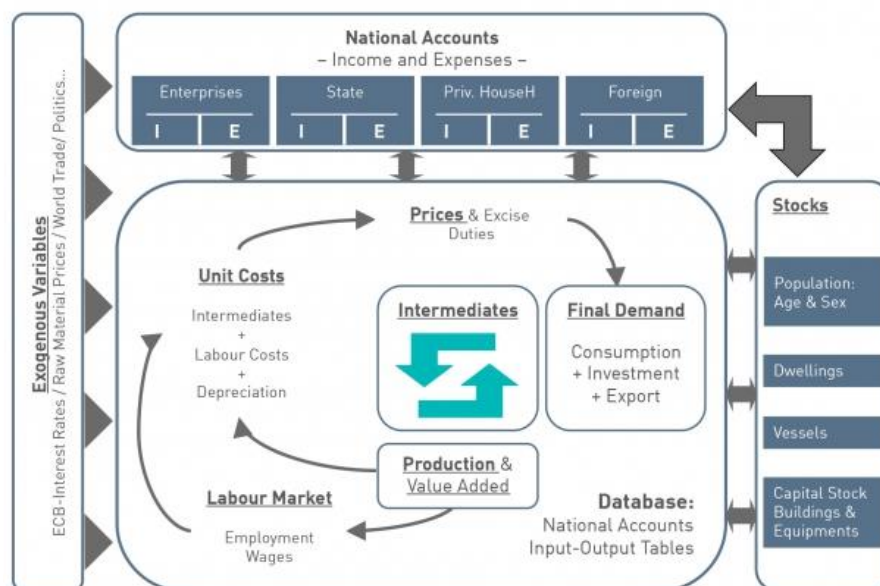 Exogenous Variables
ECB-Interest Rates / Raw Material Prices / World Trade/ Politics...
National Accounts
– Income and Expenses –
Enterprises
I E
State
I E
Priv. HouseH
I E
Foreign
I E
Prices & Excise
Duties
Unit Costs
Intermediates
+
Labour Costs
+
Depreciation
Intermediates
Final Demand
Consumption
+ Investment
+ Export
Production &
Value Added
Labour Market
Employment
Wages
Database:
National Accounts
Input-Output Tables
Stocks
Population:
Age & Sex
Dwellings
Vessels
Capital Stock
Buildings &
Equipments